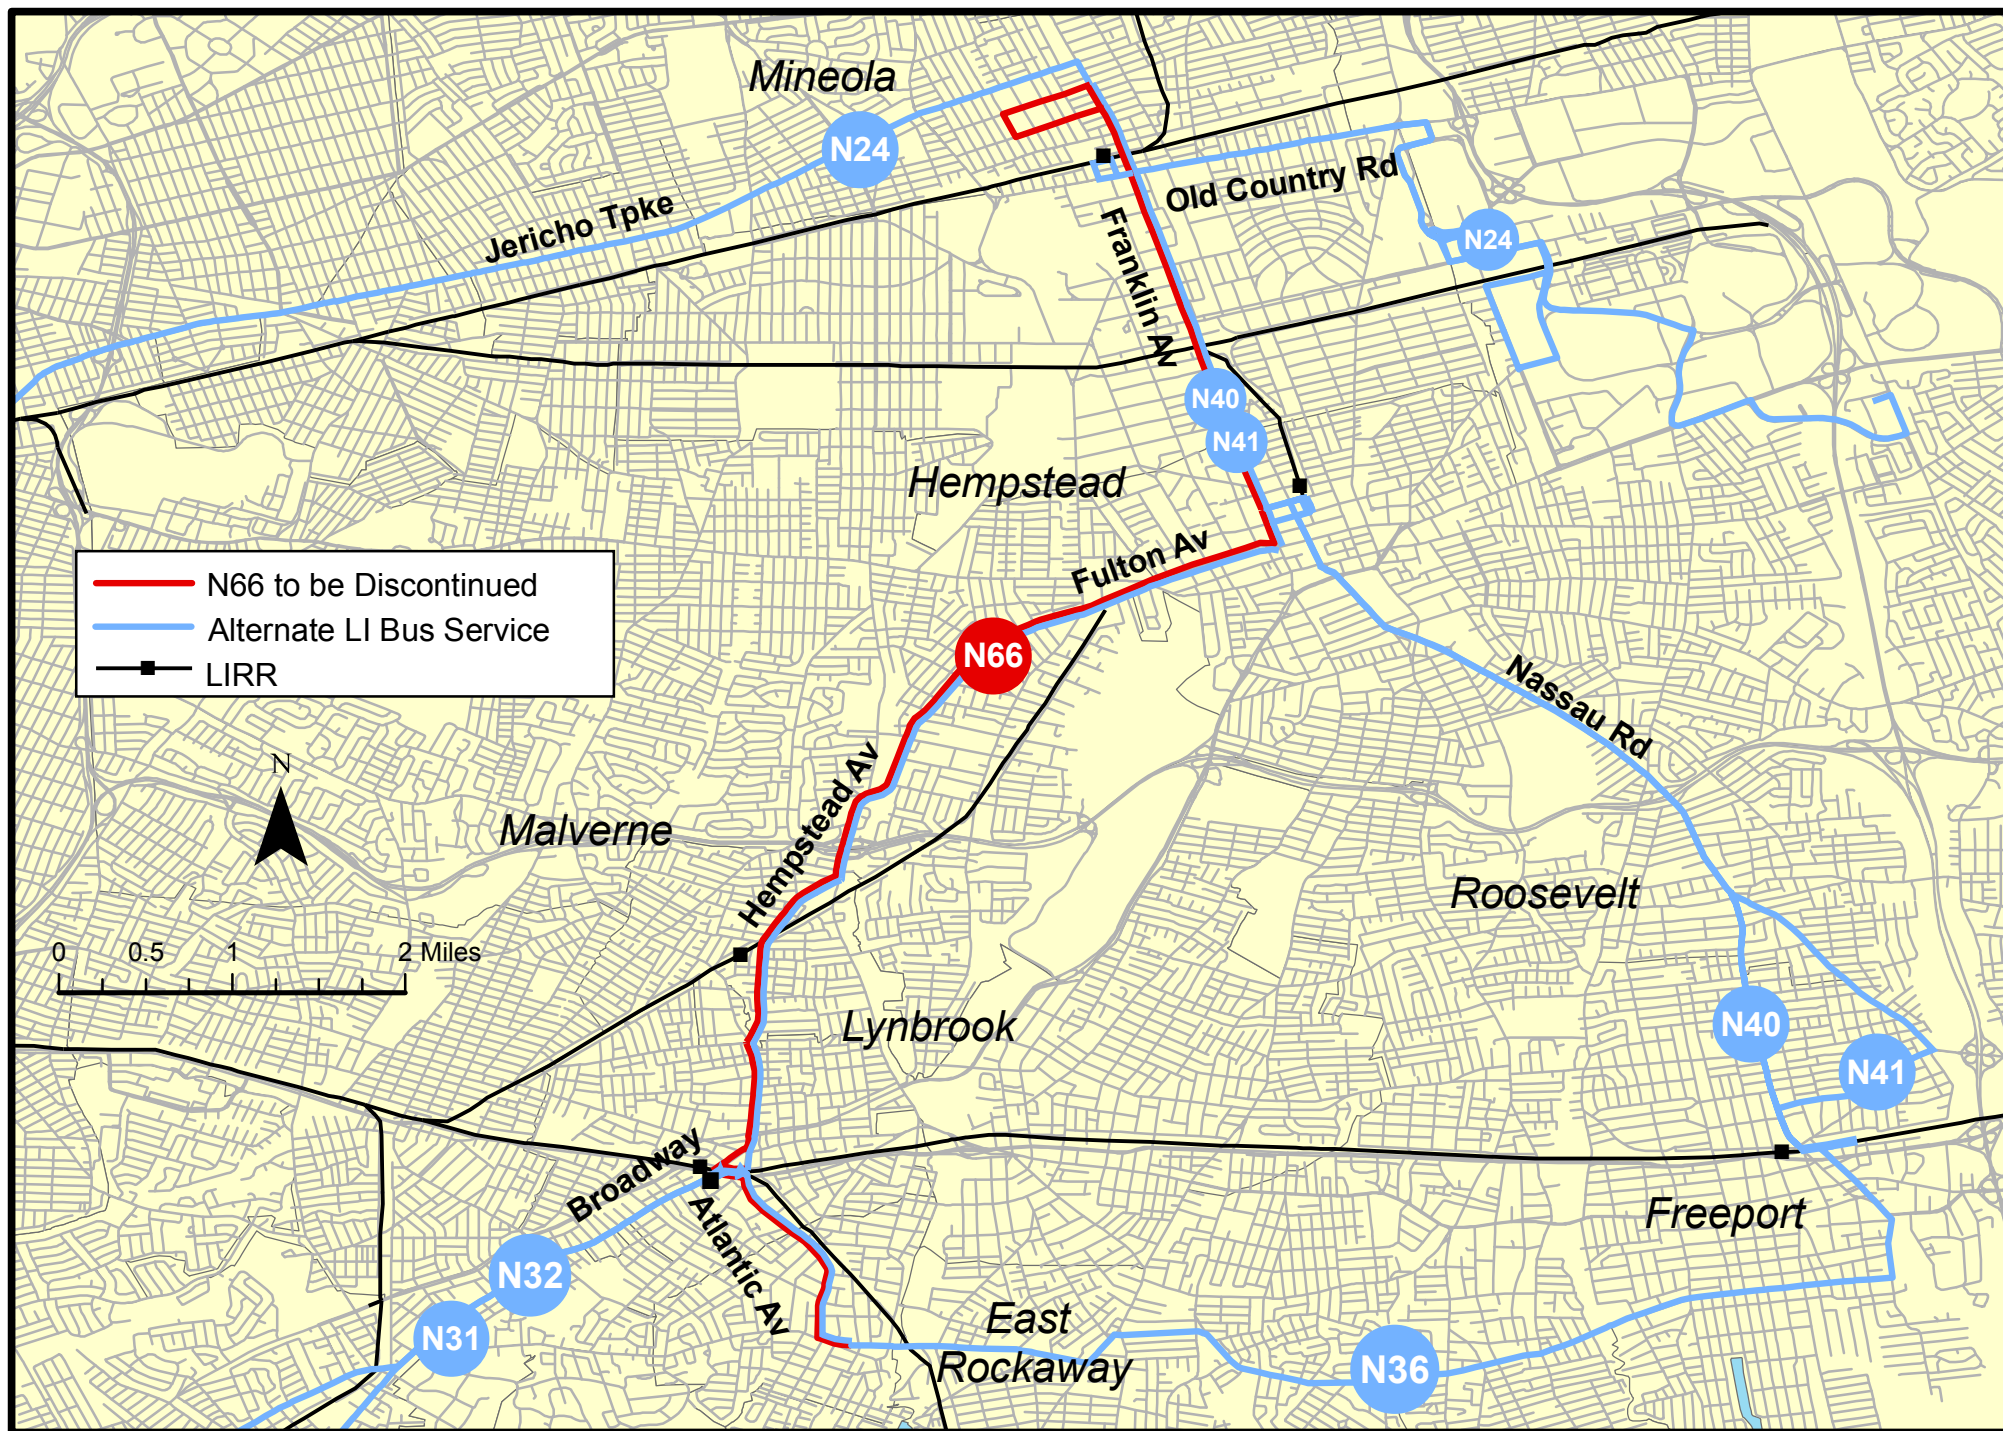 Mineola
N24
Old Country Rd
Jericho Tpke
N24
Franklin Av
N40
N41
Hempstead
Fulton Av
N66 to be Discontinued
Alternate LI Bus Service
LIRR
N66
Nassau Rd
N
Hempstead Av
Malverne
Roosevelt
0 0.5 1 2 Miles
Lynbrook
N40
N41
Broadway
Freeport
Atlantic Av
N32
N31
East
Rockaway
N36